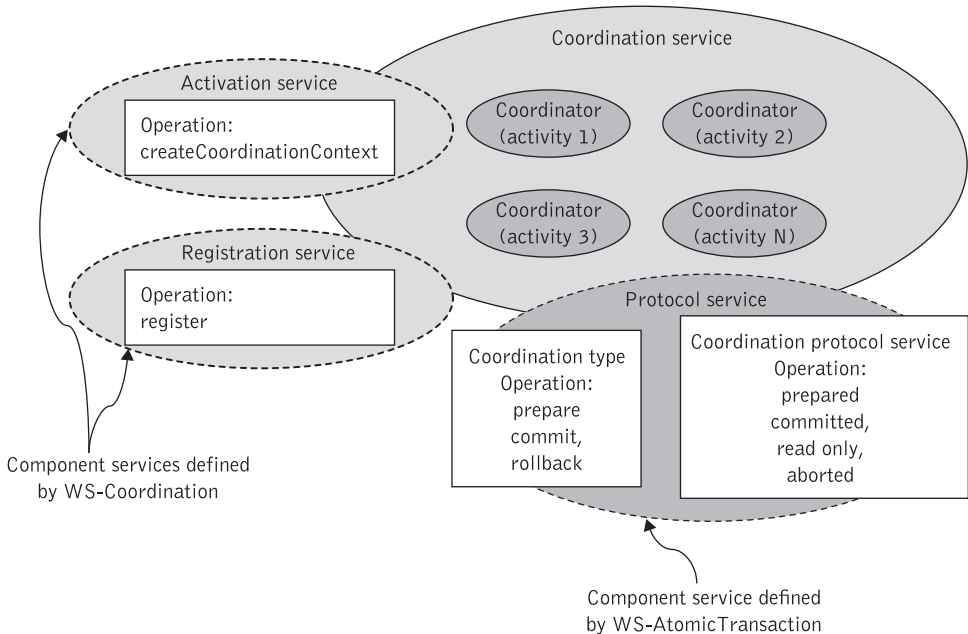 Coordination service
Activation service
Operation:
createCoordinationContext
Coordinator
(activity 1)
Coordinator
(activity 2)
Coordinator
(activity 3)
Coordinator
(activity N)
Registration service
Operation:
register
Protocol service
Coordination type
Operation:
prepare
commit,
rollback
Coordination protocol service
Operation:
prepared
committed,
read only,
aborted
Component services defined
by WS-Coordination
Component service defined
by WS-AtomicTransaction